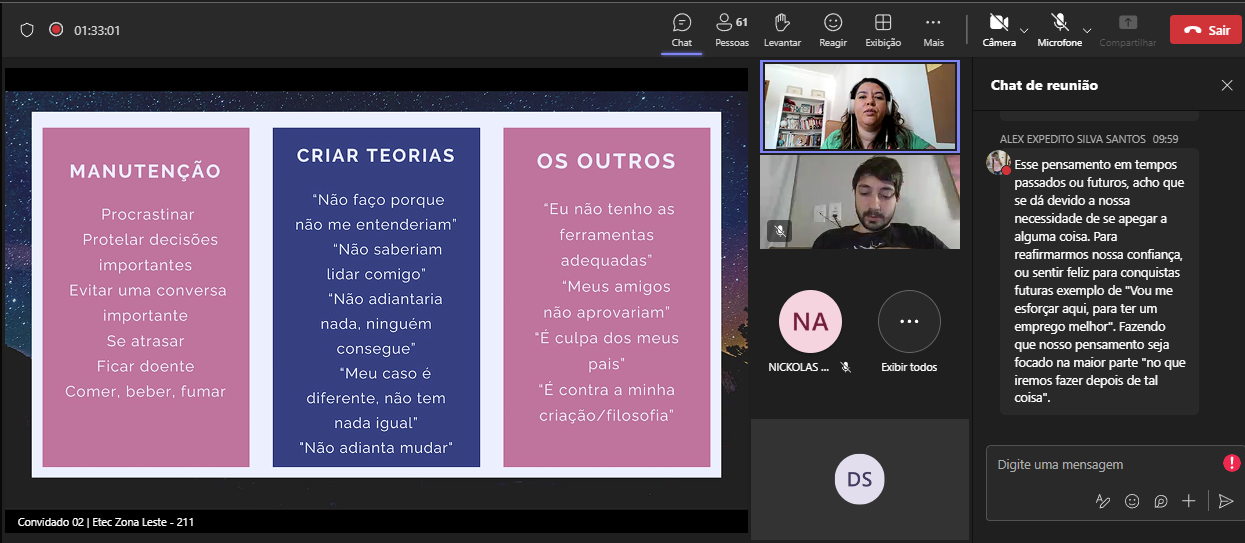 01:33:01
Chat
61
Pessoas
Levantar
Reagir
Exibição
Mais
Câmera
Microfone
Compartilhar
Sair
MANUTENÇÃO
Procrastinar
Protelar decisões
importantes
Evitar uma conversa
importante
Se atrasar
Ficar doente
Comer, beber, fumar
CRIAR TEORIAS
“Não faço porque
não me entenderiam”
“Não saberiam
lidar comigo”
“Não adiantaria
nada, ninguém
consegue”
“Meu caso é
diferente, não tem
nada igual”
"Não adianta mudar"
OS OUTROS
“Eu não tenho as
ferramentas
adequadas”
“Meus amigos
não aprovariam”
“É culpa dos meus
pais”
“É contra a minha
criação/filosofia”
Convidado 02 | Etec Zona Leste - 211
NA
NICKOLAS ...
Exibir todos
DS
Chat de reunião
ALEX EXPEDITO SILVA SANTOS 09:59
Esse pensamento em tempos
passados ou futuros, acho que
se dá devido a nossa
necessidade de se apegar a
alguma coisa. Para
reafirmarmos nossa confiança,
ou sentir feliz para conquistas
futuras exemplo de "Vou me
esforçar aqui, para ter um
emprego melhor". Fazendo
que nosso pensamento seja
focado na maior parte "no que
iremos fazer depois de tal
coisa".
Digite uma mensagem